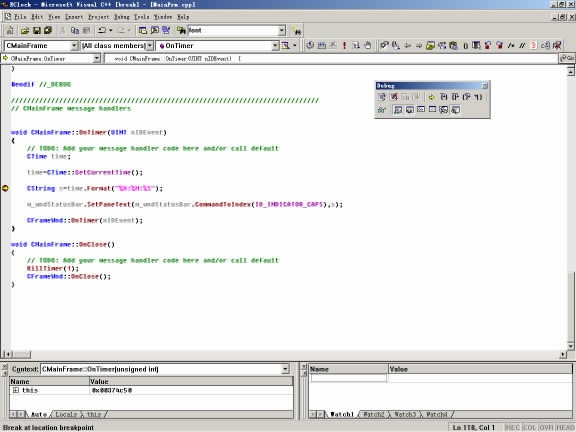 BClock - Microsoft Visual C++ [break] - [MainFrm.cpp]
File Edit View Insert Project Debug Tools Window Help
font
CMainFrame [All class members] OnTimer
CMainFrame.OnTimer void CMainFrame::OnTimer(UINT nIDEvent) {
}
#endif //_DEBUG
/////////////////////////////////////////////////////////////////////////////
// CMainFrame message handlers
void CMainFrame::OnTimer(UINT nIDEvent)
{
// TODO: Add your message handler code here and/or call default
CTime time;
time=CTime::GetCurrentTime();
CString s=time.Format("%H:%M:%S");
m_wndStatusBar.SetPaneText(m_wndStatusBar.CommandToIndex(ID_INDICATOR_CAPS),s);
CFrameWnd::OnTimer(nIDEvent);
}
void CMainFrame::OnClose()
{
// TODO: Add your message handler code here and/or call default
KillTimer(1);
CFrameWnd::OnClose();
}
Debug
Context: CMainFrame::OnTimer(unsigned int)
Name Value
this 0x00374c50
Auto Locals this
Name Value
Watch1 Watch2 Watch3 Watch4
Break at location breakpoint
Ln 118, Col 1 REC COL OVR READ